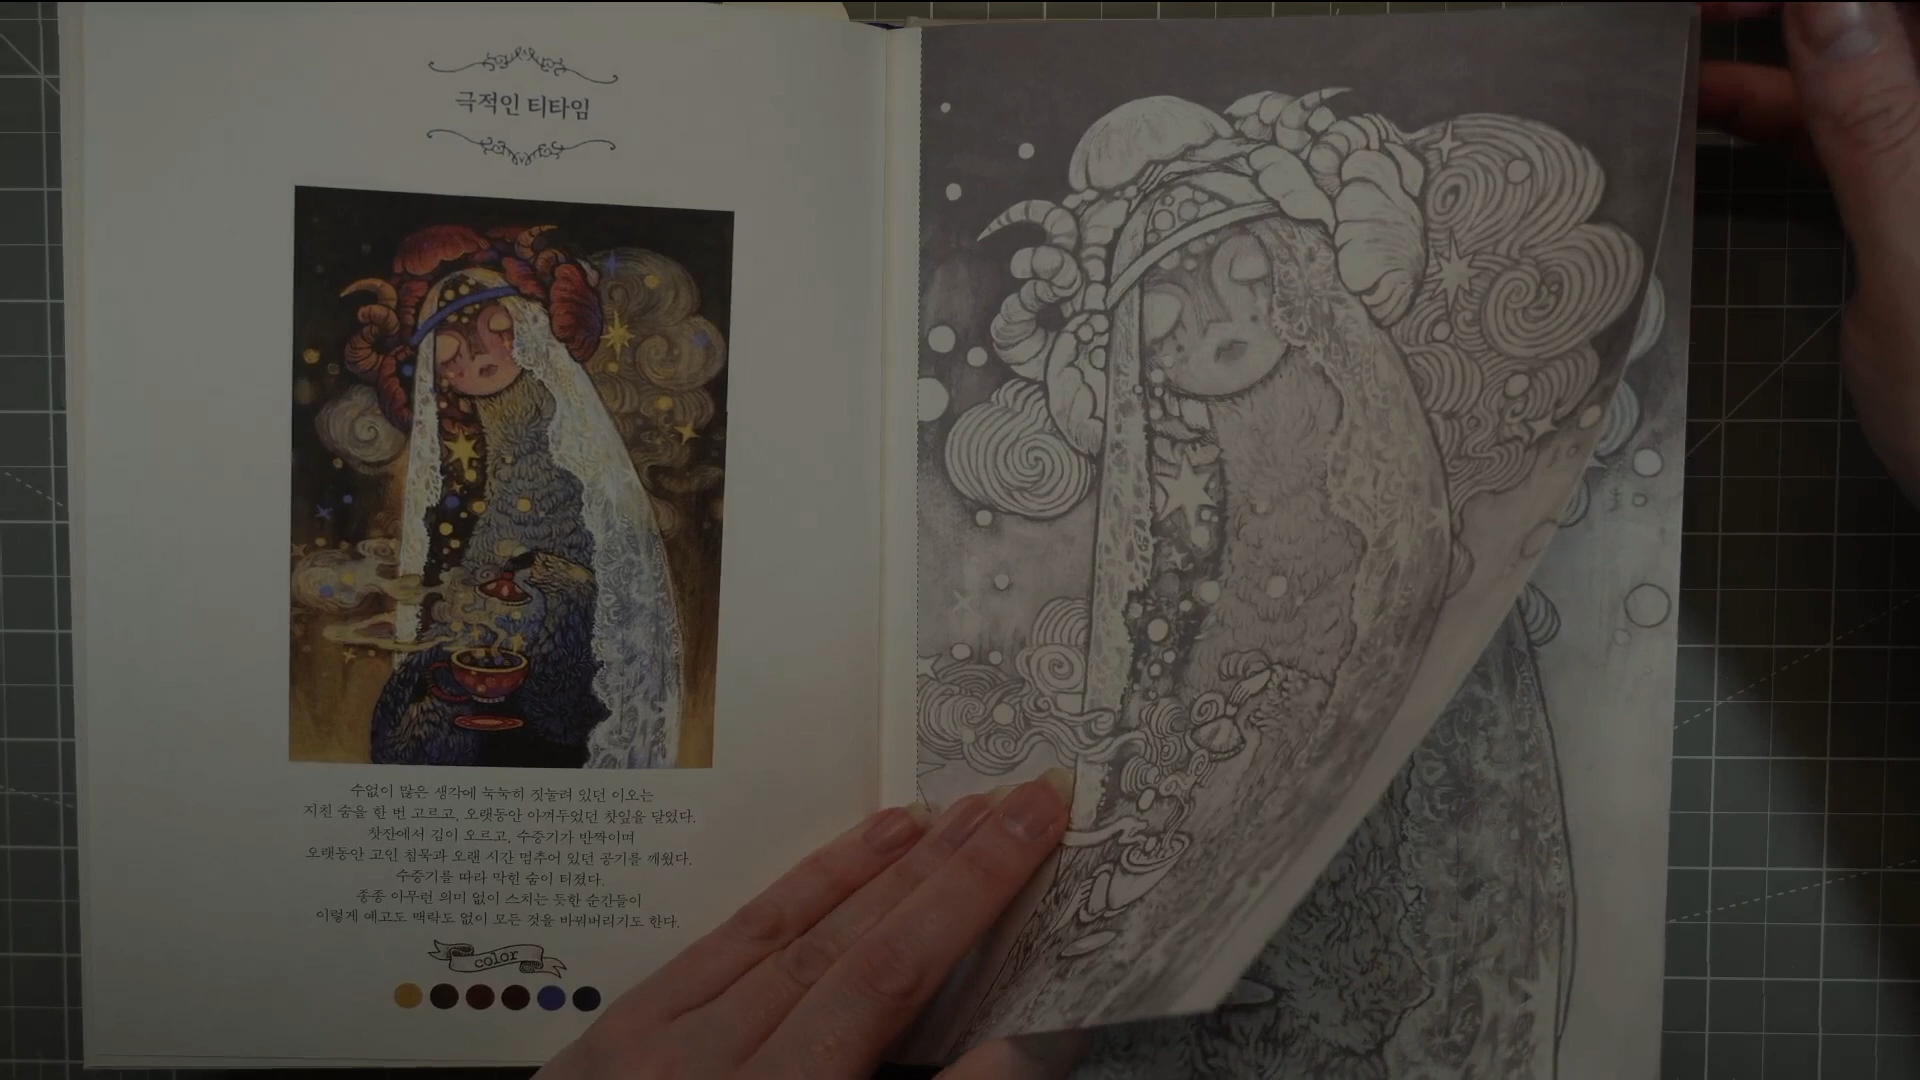 극적인 티타임
수없이 많은 생각에 눅눅히 짓눌려 있던 이오는
지친 숨을 한 번 고르고, 오랫동안 아껴두었던 찻잎을 달였다.
찻잔에서 김이 오르고, 수증기가 반짝이며
오랫동안 고인 침묵과 오랜 시간 멈추어 있던 공기를 깨웠다.
수증기를 따라 막힌 숨이 터졌다.
종종 아무런 의미 없이 스치는 듯한 순간들이
이렇게 예고도 맥락도 없이 모든 것을 바꿔버리기도 한다.
color